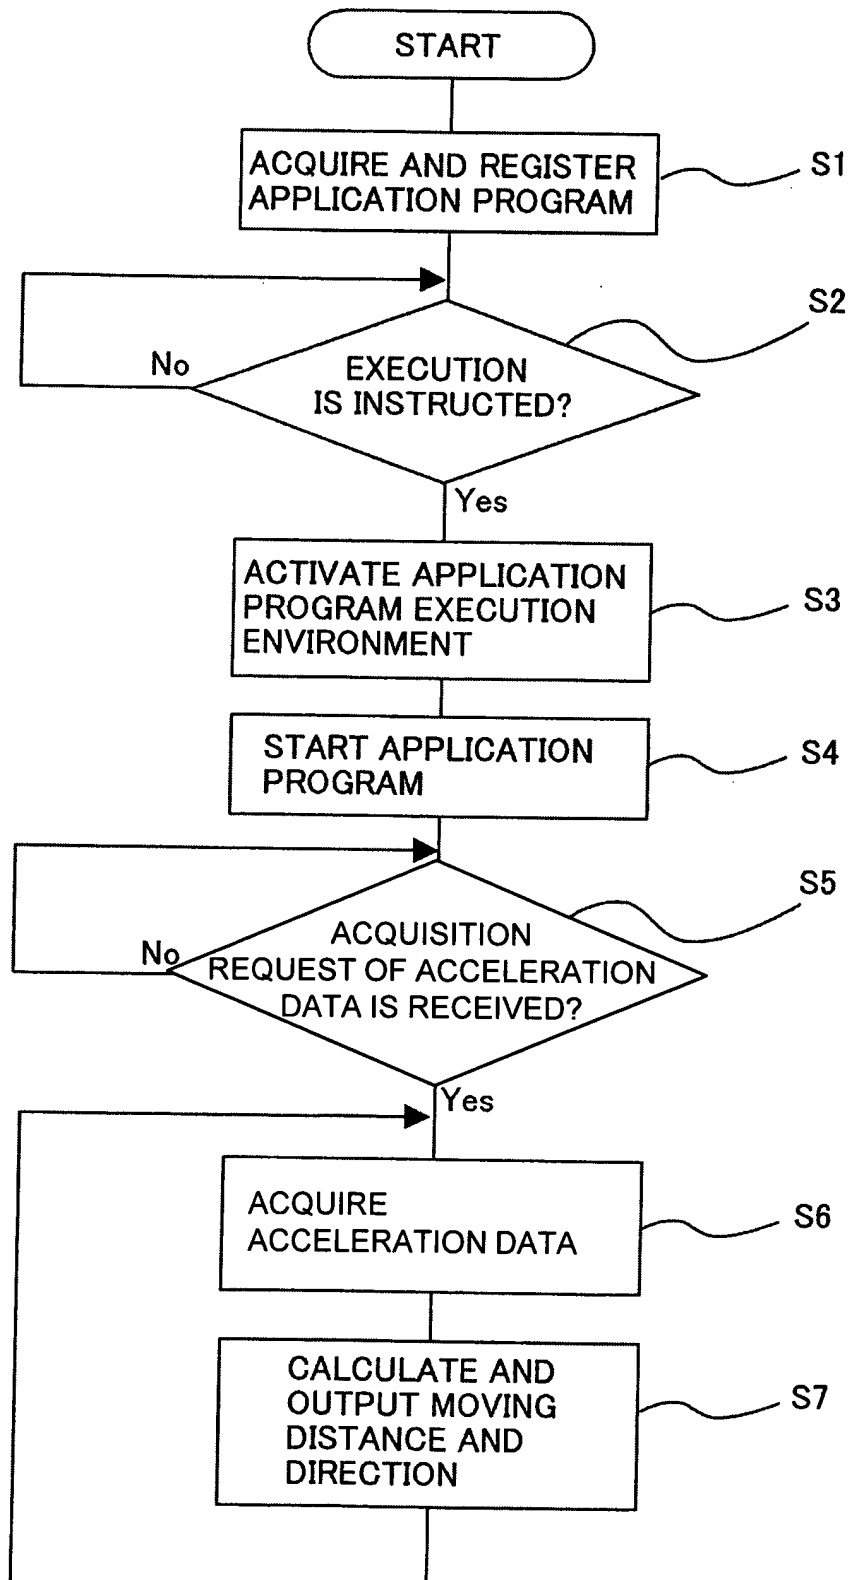 START
ACQUIRE AND REGISTER
APPLICATION PROGRAM
S1
S2
No
EXECUTION
IS INSTRUCTED?
Yes
ACTIVATE APPLICATION
PROGRAM EXECUTION
ENVIRONMENT
S3
START APPLICATION
PROGRAM
S4
S5
No
ACQUISITION
REQUEST OF ACCELERATION
DATA IS RECEIVED?
Yes
ACQUIRE
ACCELERATION DATA
S6
CALCULATE AND
OUTPUT MOVING
DISTANCE AND
DIRECTION
S7